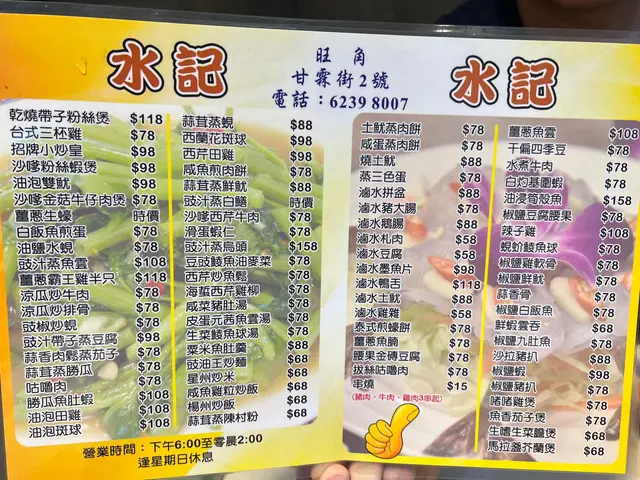 水記
旺角
甘霖街2號
電話：6239 8007
水記
乾燒帶子粉絲煲 $118
台式三杯雞 $78
招牌小炒皇 $98
沙嗲粉絲蝦煲 $98
油泡雙魷 $98
沙嗲金菇牛仔肉煲 $78
薑蔥生蠔 時價
白飯魚煎蛋 $78
油鹽水蜆 $78
豉汁蒸魚雲 $108
薑蔥霸王雞半只 $118
涼瓜炒牛肉 $78
涼瓜炒排骨 $78
豉椒炒蜆 $78
豉汁帶子蒸豆腐 $98
蒜香肉鬆蒸茄子 $78
蒜茸蒸勝瓜 $78
咕嚕肉 $78
勝瓜魚肚蝦 $108
油泡田雞 $108
油泡斑球 $108
蒜茸蒸蜆 $88
西蘭花斑球 $98
西芹田雞 $98
咸魚煎肉餅 $78
蒜茸蒸鮮魷 $88
豉汁蒸白鱔 時價
沙嗲西芹牛肉 $78
滑蛋蝦仁 $78
豉汁蒸烏頭 $158
豆豉鯪魚油麥菜 $78
西芹炒魚鬆 $78
海蜇西芹雞柳 $78
咸菜豬肚湯 $78
皮蛋元茜魚雲湯 $78
生菜鯪魚球湯 $78
粟米魚肚羹 $88
豉油王炒麵 $68
星州炒米 $68
咸魚雞粒炒飯 $68
楊州炒飯 $68
蒜茸蒸陳村粉 $68
營業時間：下午6:00至零晨2:00
逢星期日休息
土魷蒸肉餅 $78
咸蛋蒸肉餅 $78
燒土魷 $88
蒸三色蛋 $78
滷水拼盆 $88
滷水豬大腸 $78
滷水鵝腸 $88
滷水札肉 $58
滷水豆腐 $58
滷水墨魚片 $98
滷水鴨舌 $118
滷水土魷 $88
滷水雞雜 $58
泰式煎蠔餅 $78
薑蔥魚腩 $78
腰果金磚豆腐 $78
拔絲咕嚕肉 $78
串燒 $15
(豬肉、牛肉、雞肉3串起)
薑蔥魚雲 $108
干偏四季豆 $78
水煮牛肉 $78
白灼基圍蝦 $98
油浸筍殼魚 $158
椒鹽豆腐腰果 $78
辣子雞 $108
蜆蚧鯪魚球 $78
椒鹽雞軟骨 $78
椒鹽鮮魷 $78
蒜香骨 $78
椒鹽白飯魚 $78
鮮蝦雲吞 $68
椒鹽九肚魚 $78
沙拉豬扒 $88
椒鹽蝦 $98
椒鹽豬扒 $78
啫啫雞煲 $78
魚香茄子煲 $78
生啫生菜膽煲 $68
馬拉盞芥蘭煲 $68